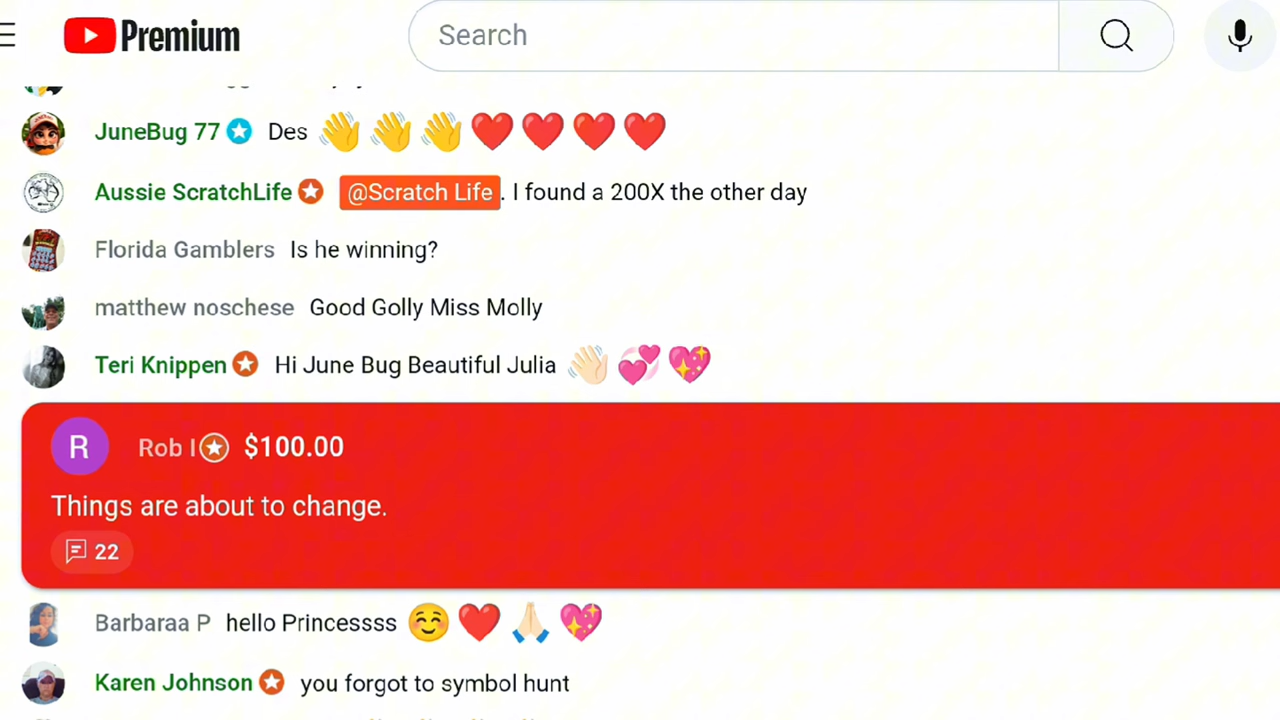 Premium
Search
JuneBug 77 Des 👋👋👋❤️❤️❤️❤️
Aussie ScratchLife @Scratch Life. I found a 200X the other day
Florida Gamblers Is he winning?
matthew noschese Good Golly Miss Molly
Teri Knippen Hi June Bug Beautiful Julia 👋🏻💞💖
R
Rob I $100.00
Things are about to change.
22
Barbaraa P hello Princessss ☺️❤️🙏🏻💖
Karen Johnson you forgot to symbol hunt